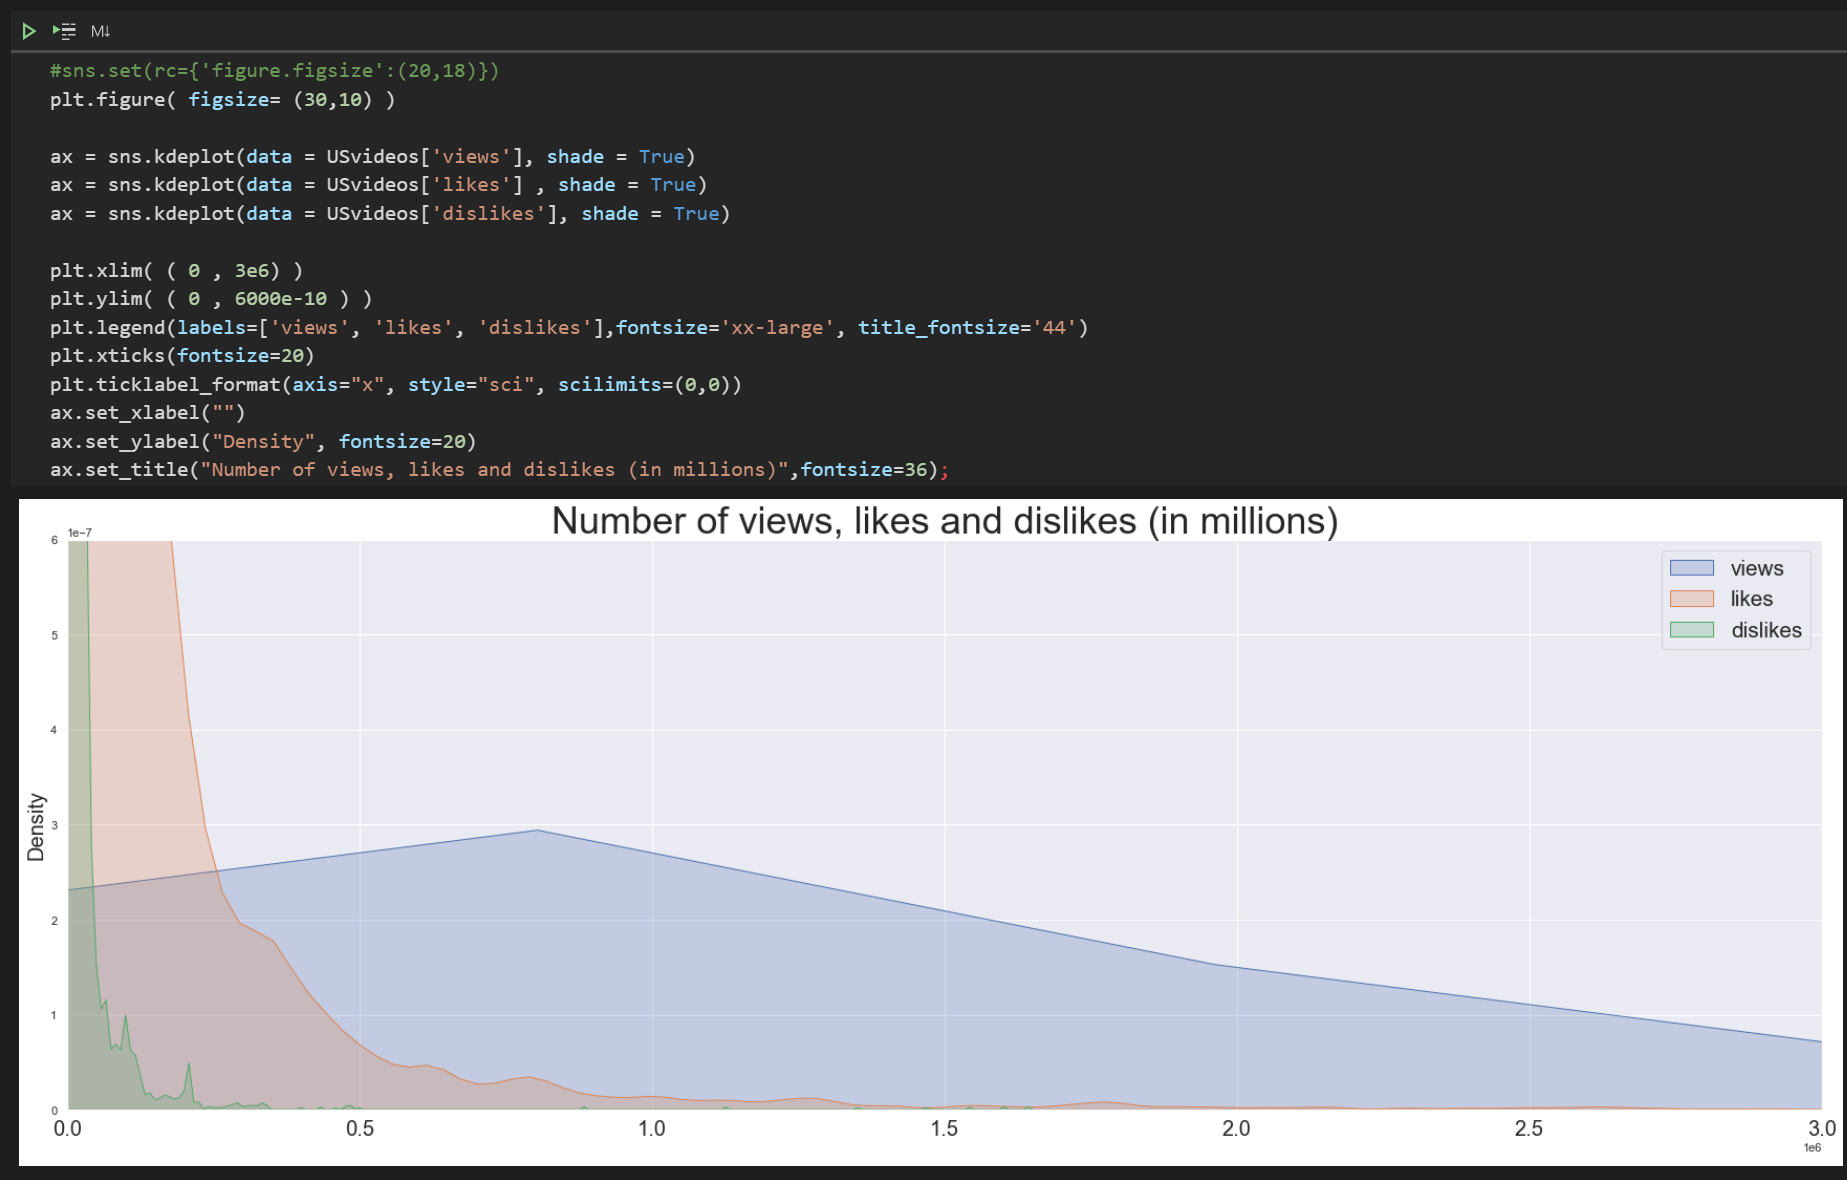 M↓
#sns.set(rc={'figure.figsize':(20,18)})
plt.figure( figsize= (30,10) )
ax = sns.kdeplot(data = USvideos['views'], shade = True)
ax = sns.kdeplot(data = USvideos['likes'] , shade = True)
ax = sns.kdeplot(data = USvideos['dislikes'], shade = True)
plt.xlim( ( 0 , 3e6) )
plt.ylim( ( 0 , 6000e-10 ) )
plt.legend(labels=['views', 'likes', 'dislikes'],fontsize='xx-large', title_fontsize='44')
plt.xticks(fontsize=20)
plt.ticklabel_format(axis="x", style="sci", scilimits=(0,0))
ax.set_xlabel("")
ax.set_ylabel("Density", fontsize=20)
ax.set_title("Number of views, likes and dislikes (in millions)",fontsize=36);
Number of views, likes and dislikes (in millions)
1e−7
6
5
4
3
2
1
0
Density
views
likes
dislikes
0.0 0.5 1.0 1.5 2.0 2.5 3.0
1e6